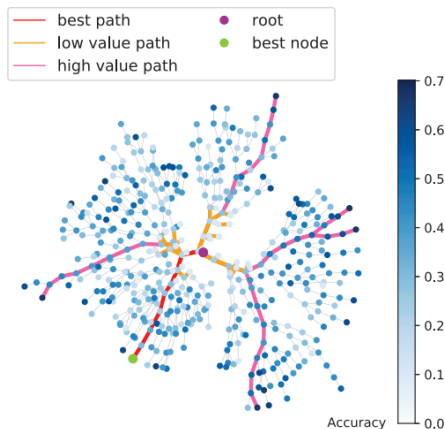 best path
low value path
high value path
root
best node
0.7
0.6
0.5
0.4
0.3
0.2
0.1
0.0
Accuracy